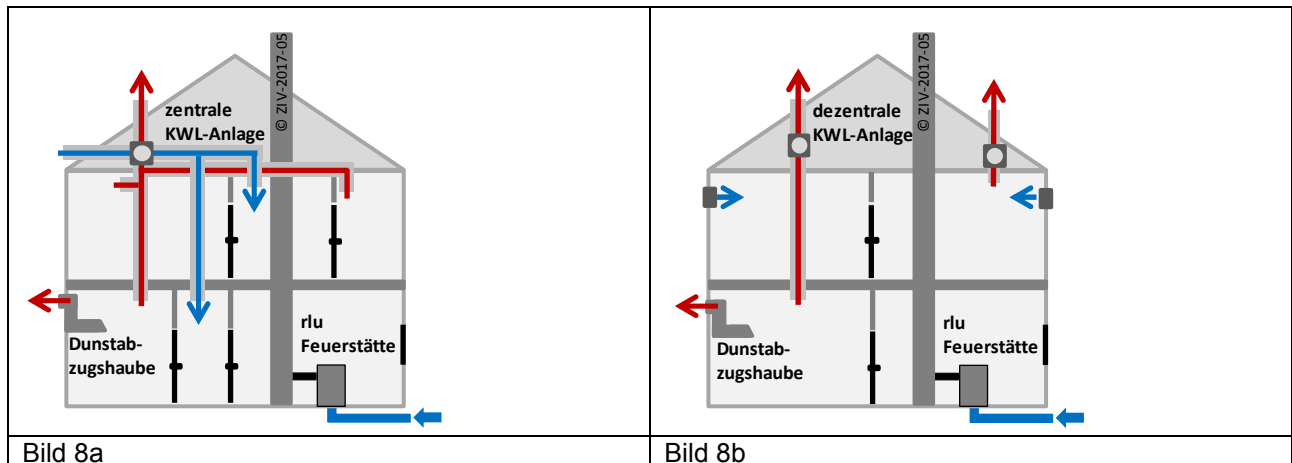 © ZIV-2017-05
zentrale
KWL-Anlage
rlu
Feuerstätte
Dunstab-
zugshaube
Bild 8a
© ZIV-2017-05
dezentrale
KWL-Anlage
rlu
Feuerstätte
Dunstab-
zugshaube
Bild 8b